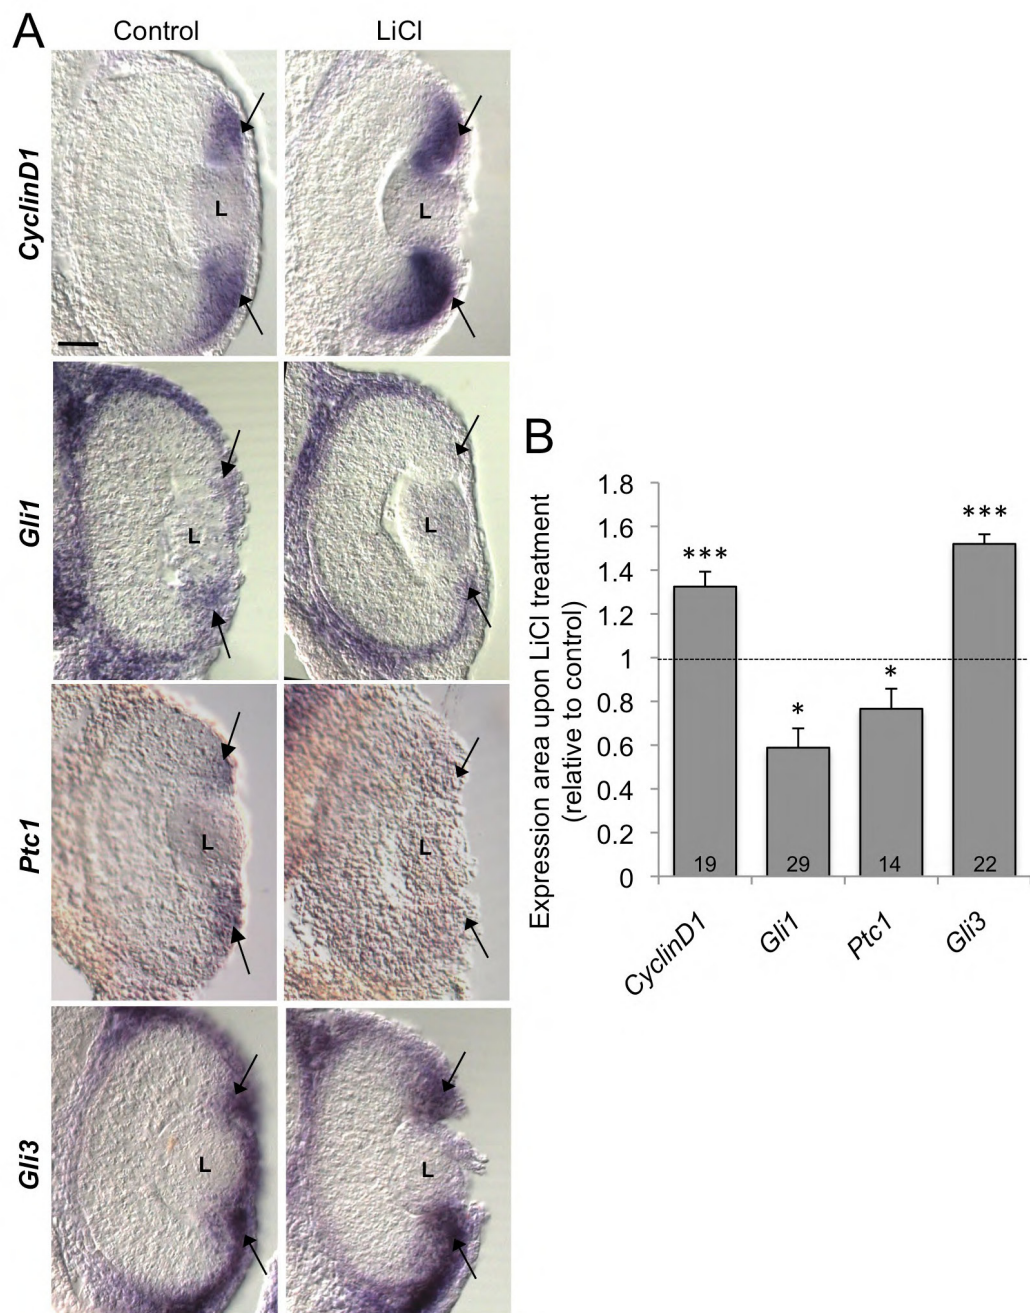 A
Control
LiCl
CyclinD1
L
L
Gli1
L
L
Ptc1
L
L
Gli3
L
L
B
Expression area upon LiCl treatment
(relative to control)
1.8
1.6
1.4
1.2
1
0.8
0.6
0.4
0.2
0
***
*
*
***
19
29
14
22
CyclinD1
Gli1
Ptc1
Gli3